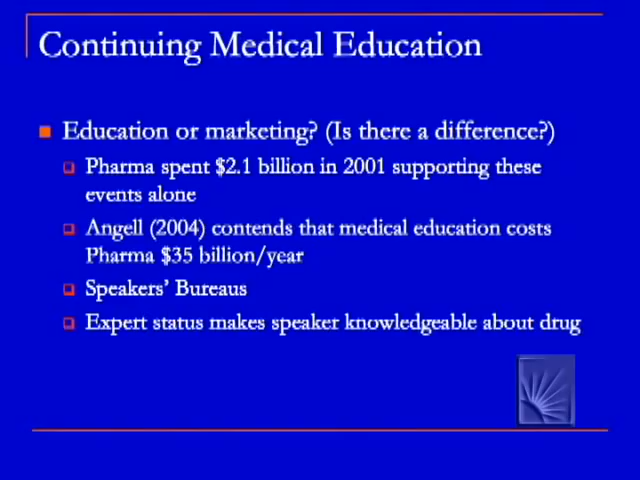 Continuing Medical Education
Education or marketing? (Is there a difference?)
Pharma spent $2.1 billion in 2001 supporting these
events alone
Angell (2004) contends that medical education costs
Pharma $35 billion/year
Speakers' Bureaus
Expert status makes speaker knowledgeable about drug